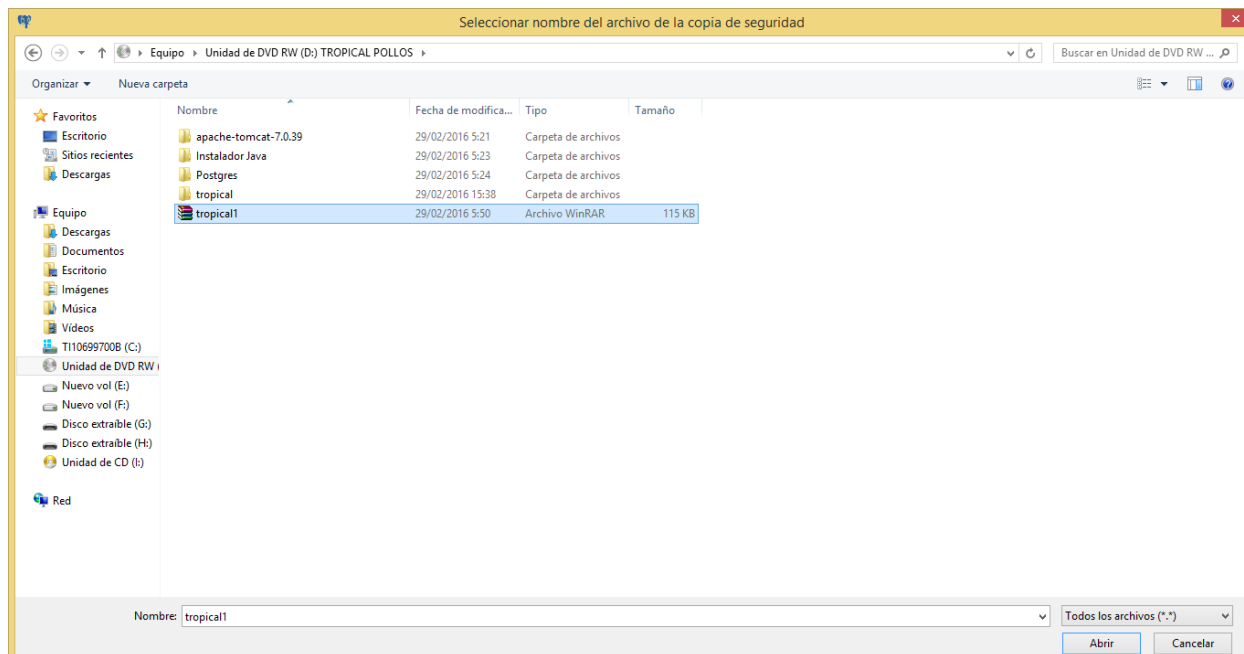 Seleccionar nombre del archivo de la copia de seguridad
Equipo Unidad de DVD RW (D:) TROPICAL POLLOS
Buscar en Unidad de DVD RW ...
Organizar Nueva carpeta
Nombre Fecha de modifica... Tipo Tamaño
apache-tomcat-7.0.39 29/02/2016 5:21 Carpeta de archivos
Instalador Java 29/02/2016 5:23 Carpeta de archivos
Postgres 29/02/2016 5:24 Carpeta de archivos
tropical 29/02/2016 15:38 Carpeta de archivos
tropical1 29/02/2016 5:50 Archivo WinRAR 115 KB
Favoritos
Escritorio
Sitios recientes
Descargas
Equipo
Descargas
Documentos
Escritorio
Imágenes
Música
Vídeos
TI10699700B (C:)
Unidad de DVD RW (
Nuevo vol (E:)
Nuevo vol (F:)
Disco extraíble (G:)
Disco extraíble (H:)
Unidad de CD (I:)
Red
Nombre: tropical1
Todos los archivos (*.*)
Abrir Cancelar